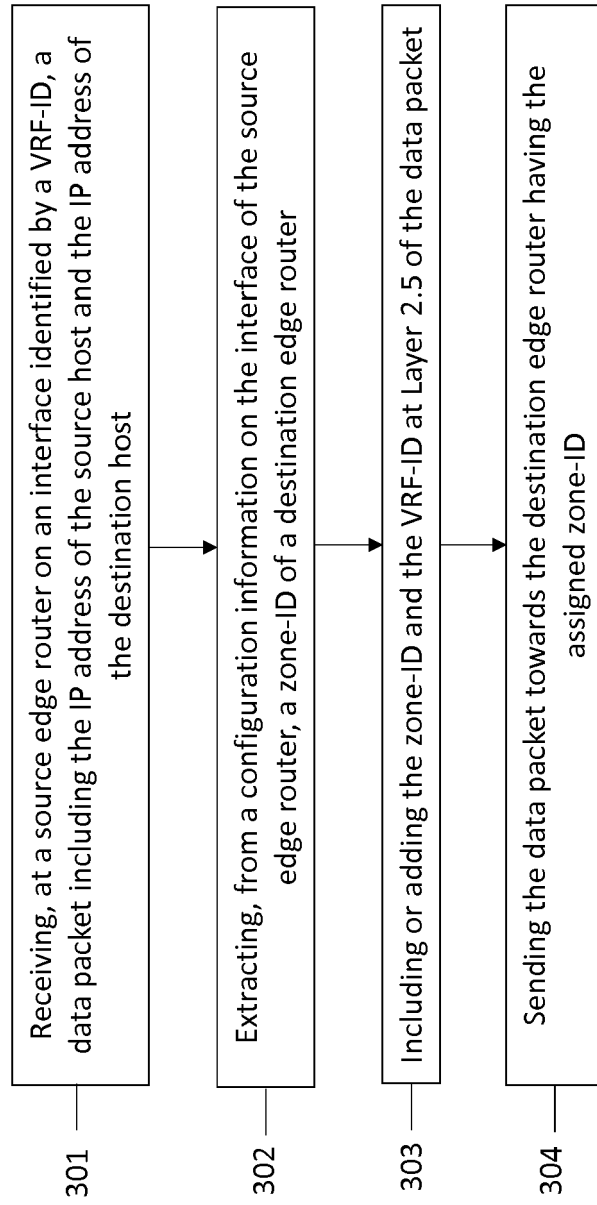 301
Receiving, at a source edge router on an interface identified by a VRF-ID, a
data packet including the IP address of the source host and the IP address of
the destination host
302
Extracting, from a configuration information on the interface of the source
edge router, a zone-ID of a destination edge router
303
Including or adding the zone-ID and the VRF-ID at Layer 2.5 of the data packet
304
Sending the data packet towards the destination edge router having the
assigned zone-ID